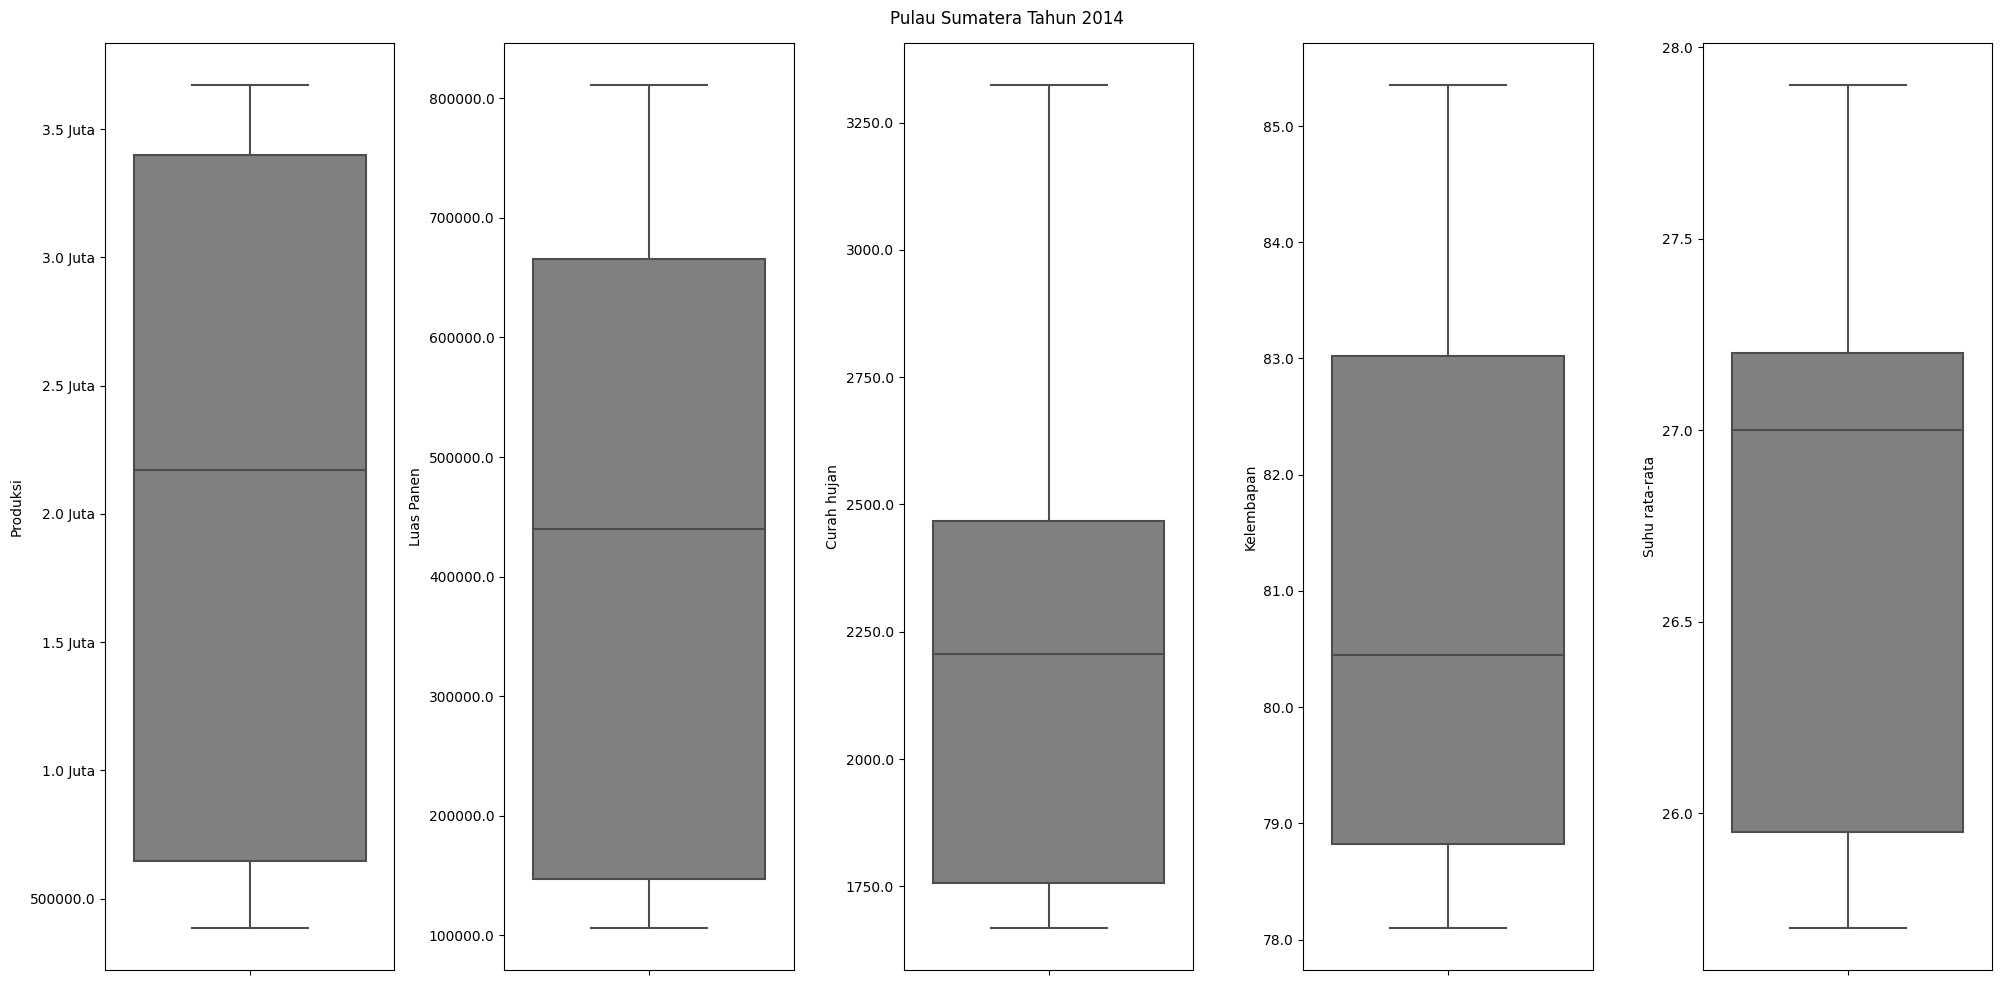 Pulau Sumatera Tahun 2014
Produksi
3.5 Juta
3.0 Juta
2.5 Juta
2.0 Juta
1.5 Juta
1.0 Juta
500000.0
Luas Panen
800000.0
700000.0
600000.0
500000.0
400000.0
300000.0
200000.0
100000.0
Curah hujan
3250.0
3000.0
2750.0
2500.0
2250.0
2000.0
1750.0
Kelembapan
85.0
84.0
83.0
82.0
81.0
80.0
79.0
78.0
Suhu rata-rata
28.0
27.5
27.0
26.5
26.0